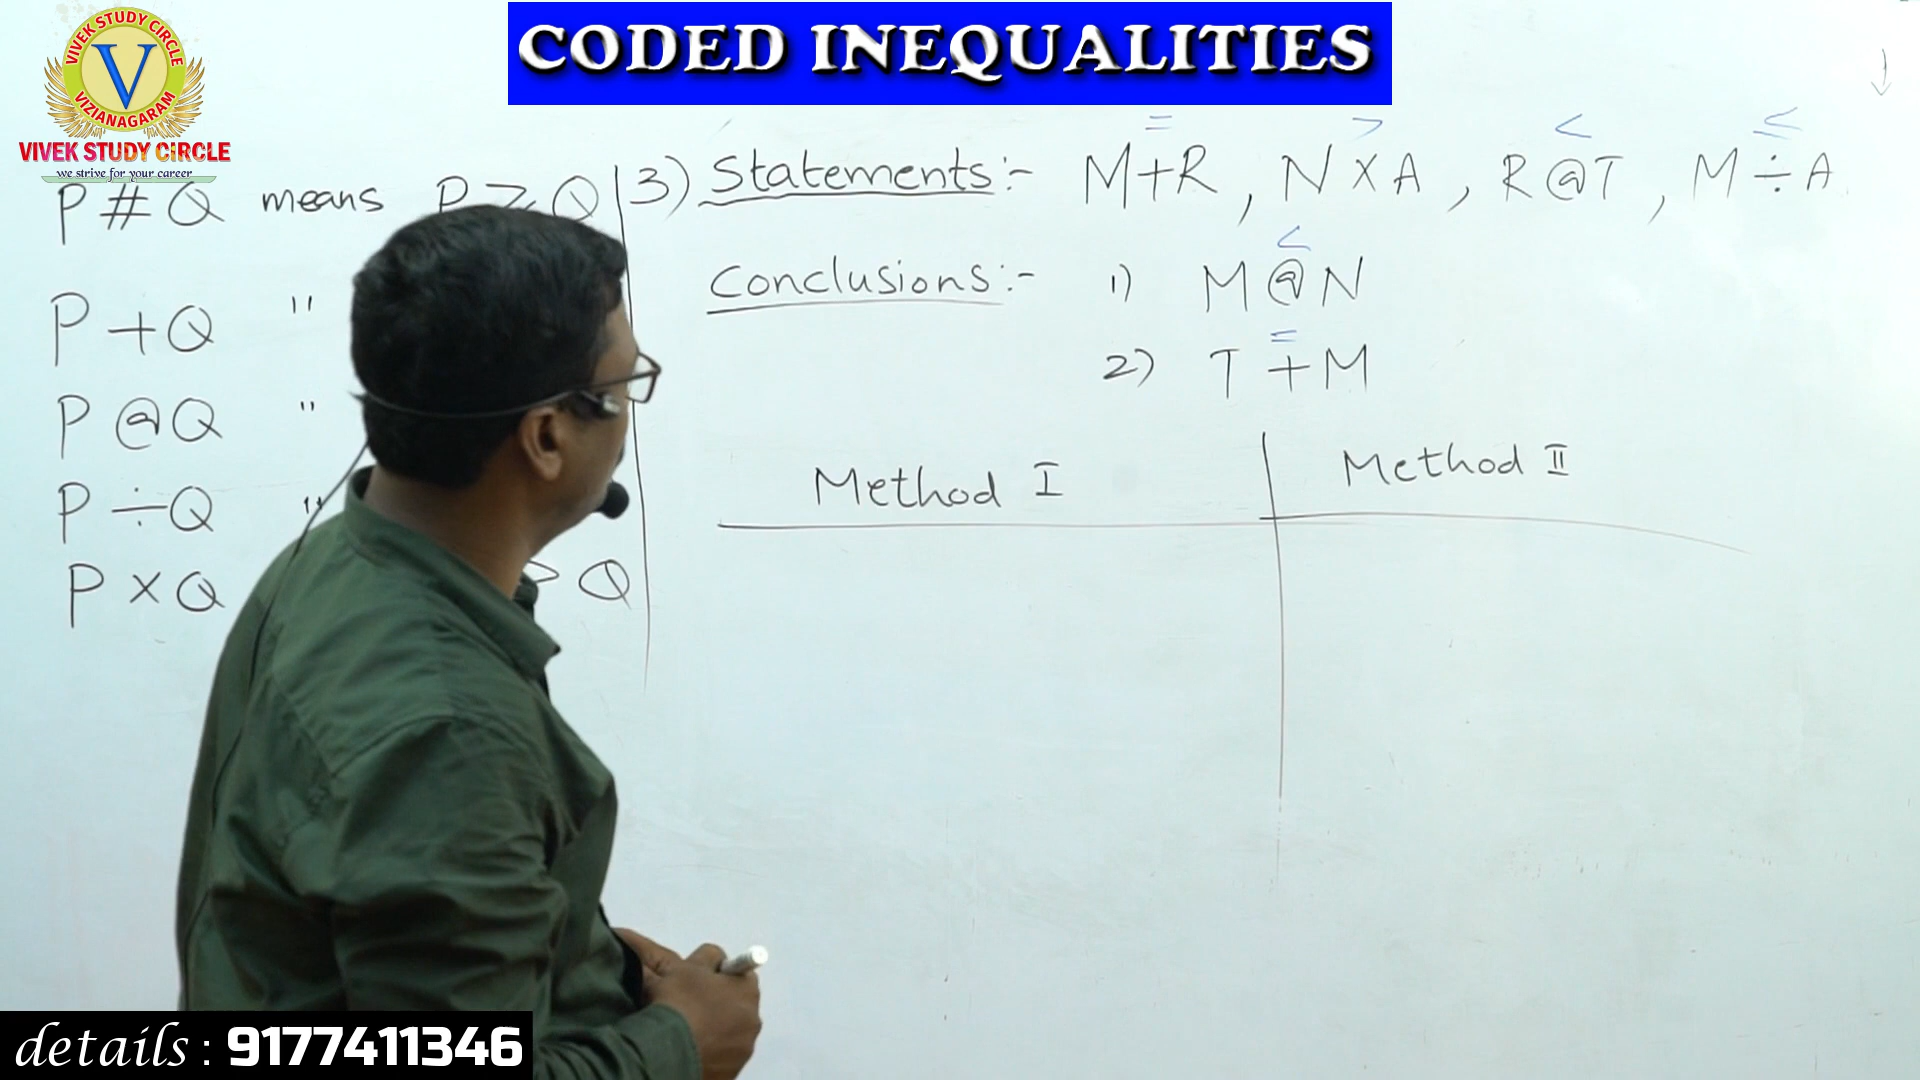 CODED INEQUALITIES
VIVEK STUDY CIRCLE
VIZIANAGARAM
V
VIVEK STUDY CIRCLE
we strive for your career
P # Q means P ≥ Q
P + Q "
P @ Q "
P ÷ Q "
P × Q > Q
= > < ≤
3) Statements:- M+R, N×A, R@T, M÷A
<
Conclusions:- 1) M@N
=
2) T+M
Method I
Method II
details : 9177411346